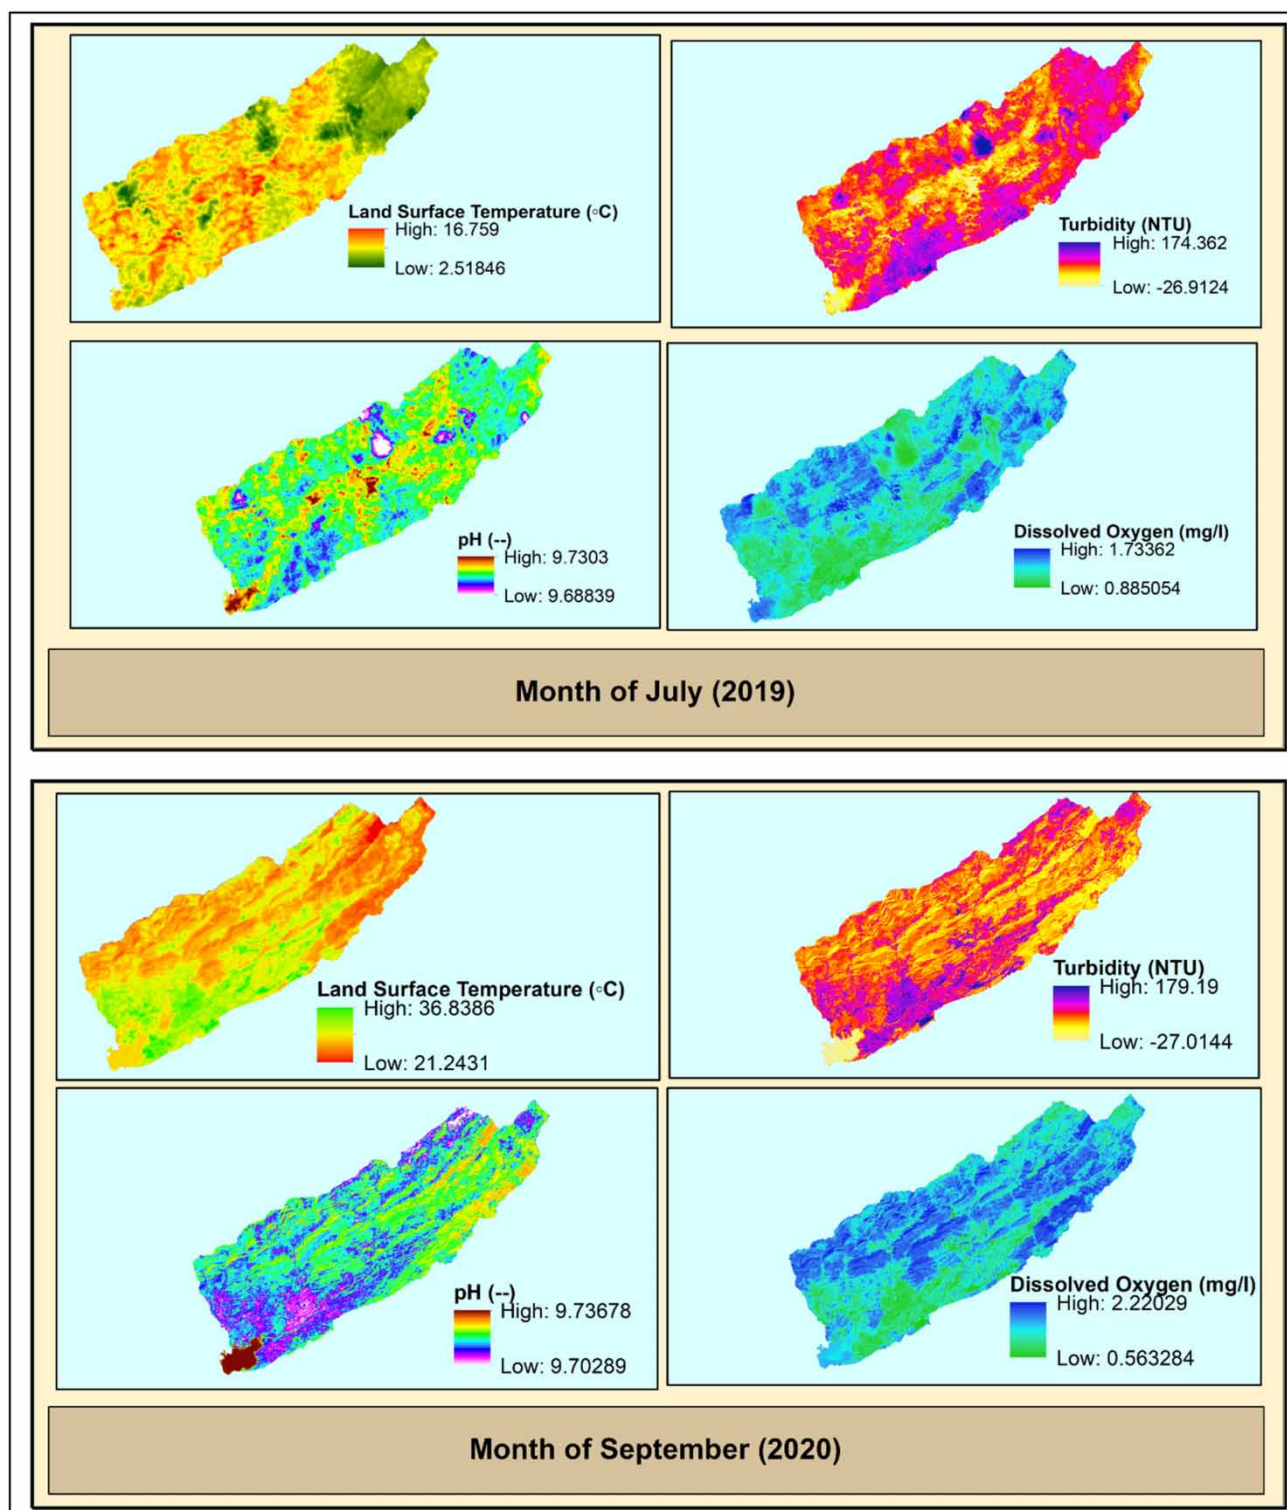 Land Surface Temperature (◦C)
High: 16.759
Low: 2.51846
Turbidity (NTU)
High: 174.362
Low: -26.9124
pH (--)
High: 9.7303
Low: 9.68839
Dissolved Oxygen (mg/l)
High: 1.73362
Low: 0.885054
Month of July (2019)
Land Surface Temperature (◦C)
High: 36.8386
Low: 21.2431
Turbidity (NTU)
High: 179.19
Low: -27.0144
pH (--)
High: 9.73678
Low: 9.70289
Dissolved Oxygen (mg/l)
High: 2.22029
Low: 0.563284
Month of September (2020)